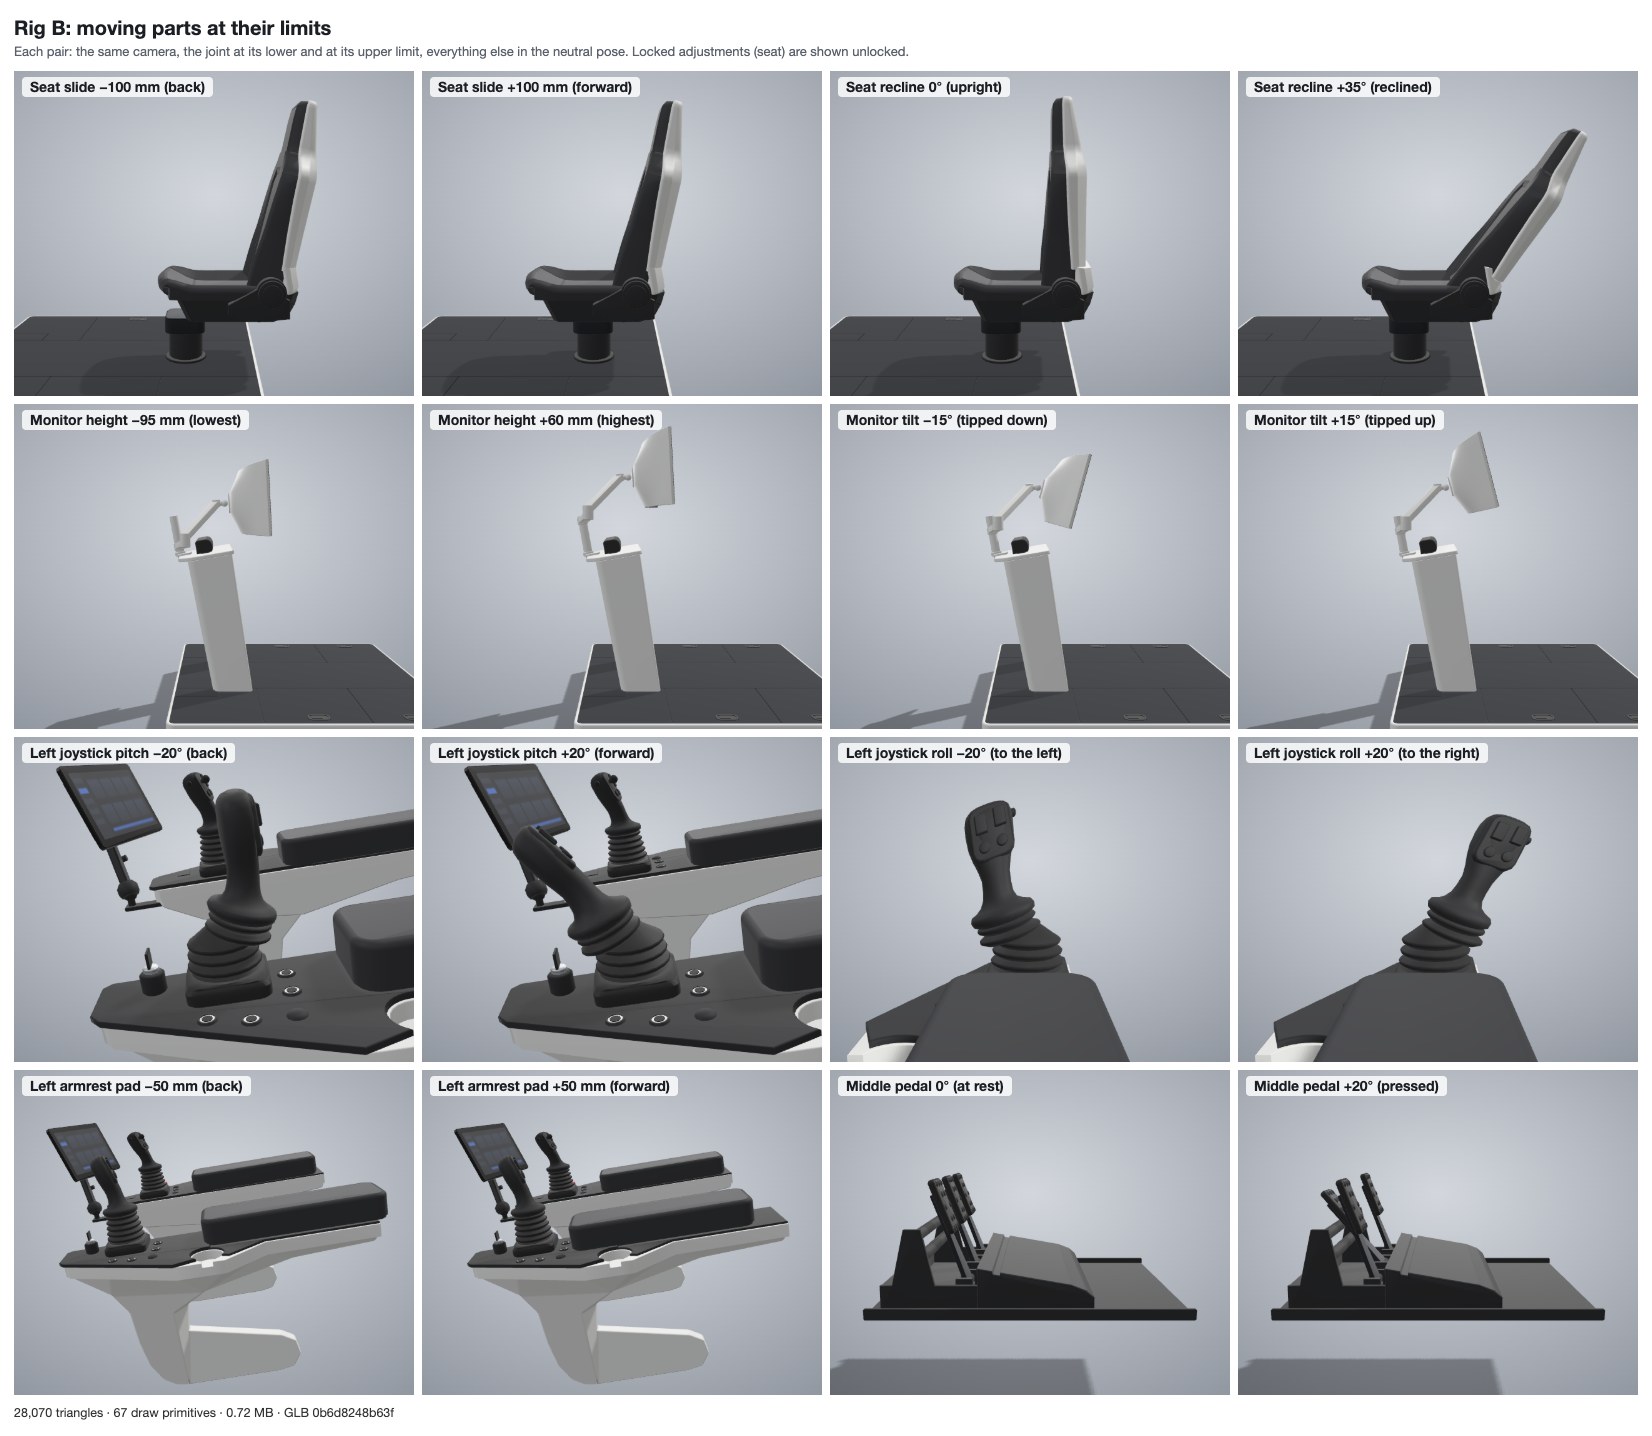 Rig B: moving parts at their limits
Each pair: the same camera, the joint at its lower and at its upper limit, everything else in the neutral pose. Locked adjustments (seat) are shown unlocked.
Seat slide −100 mm (back)
Seat slide +100 mm (forward)
Seat recline 0° (upright)
Seat recline +35° (reclined)
Monitor height −95 mm (lowest)
Monitor height +60 mm (highest)
Monitor tilt −15° (tipped down)
Monitor tilt +15° (tipped up)
Left joystick pitch −20° (back)
Left joystick pitch +20° (forward)
Left joystick roll −20° (to the left)
Left joystick roll +20° (to the right)
Left armrest pad −50 mm (back)
Left armrest pad +50 mm (forward)
Middle pedal 0° (at rest)
Middle pedal +20° (pressed)
28,070 triangles · 67 draw primitives · 0.72 MB · GLB 0b6d8248b63f